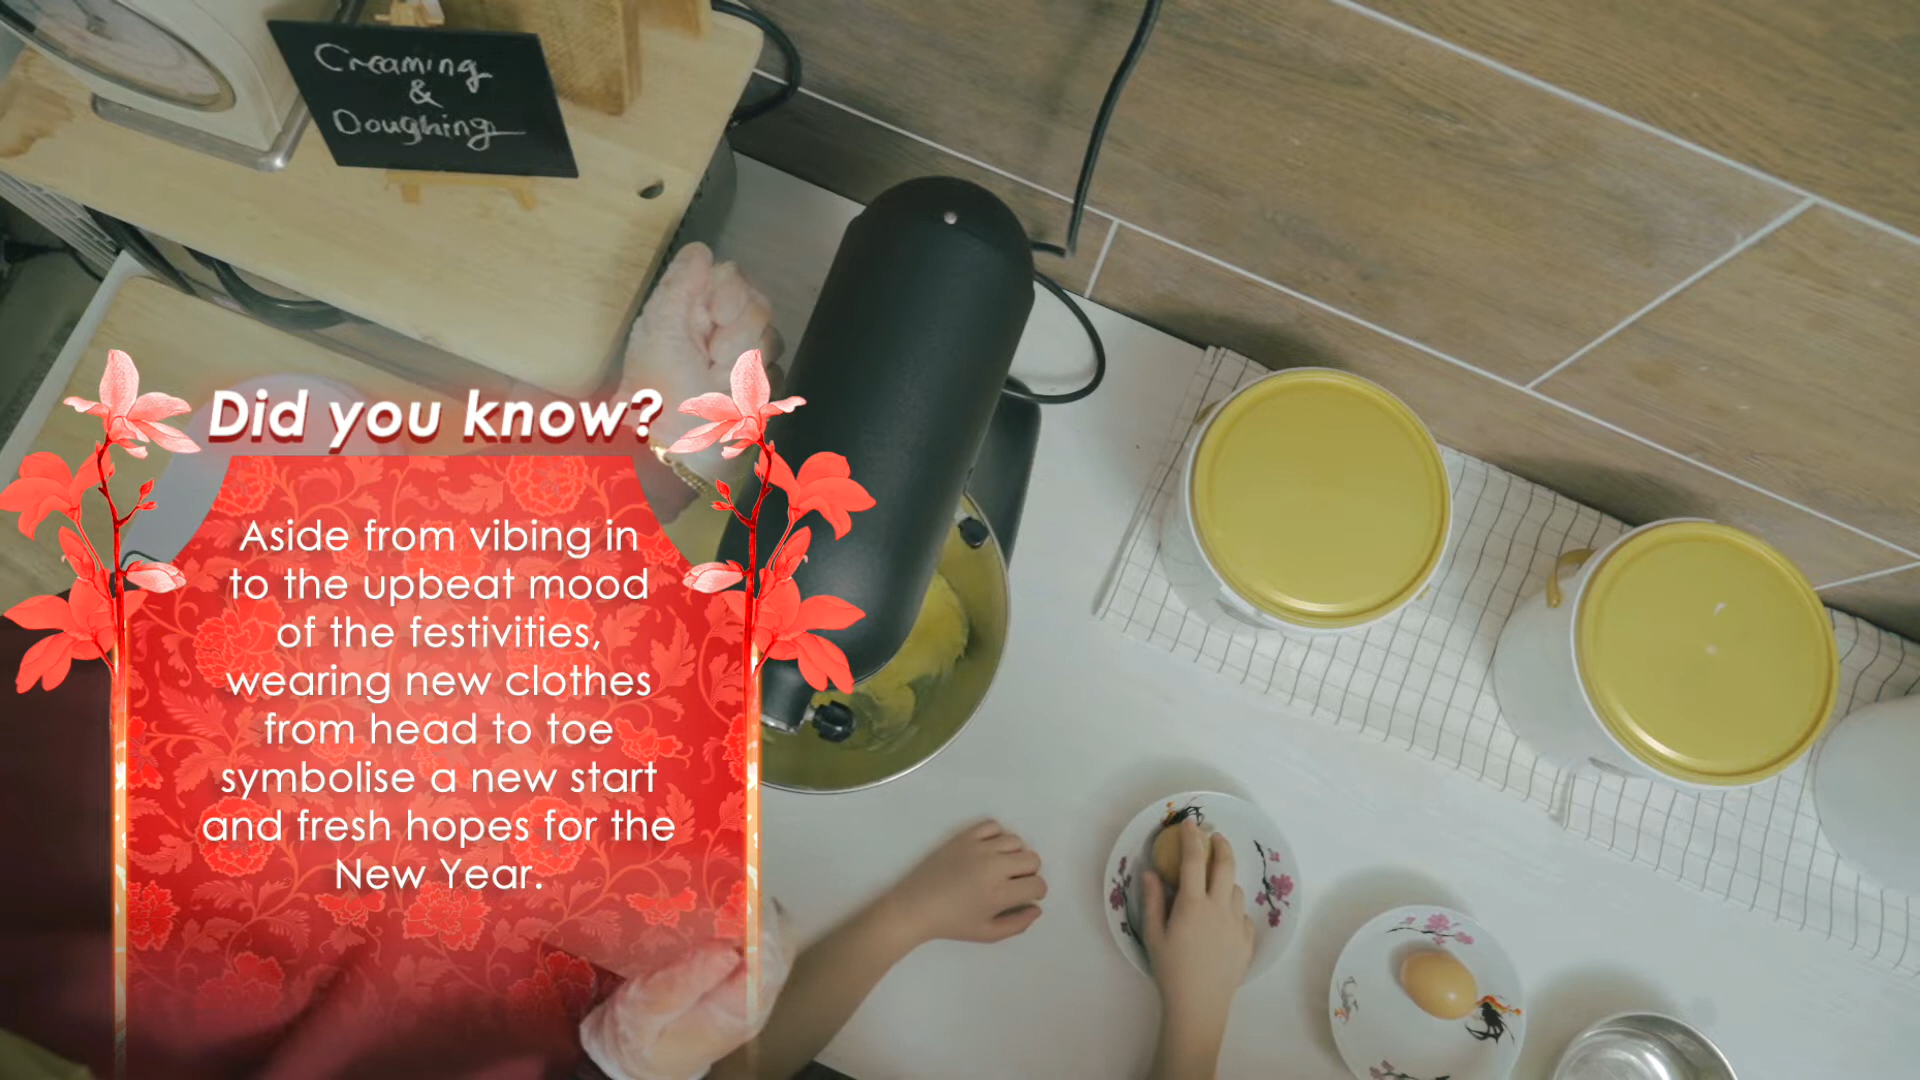 Creaming
&
Doughing
Did you know?
Aside from vibing in
to the upbeat mood
of the festivities,
wearing new clothes
from head to toe
symbolise a new start
and fresh hopes for the
New Year.